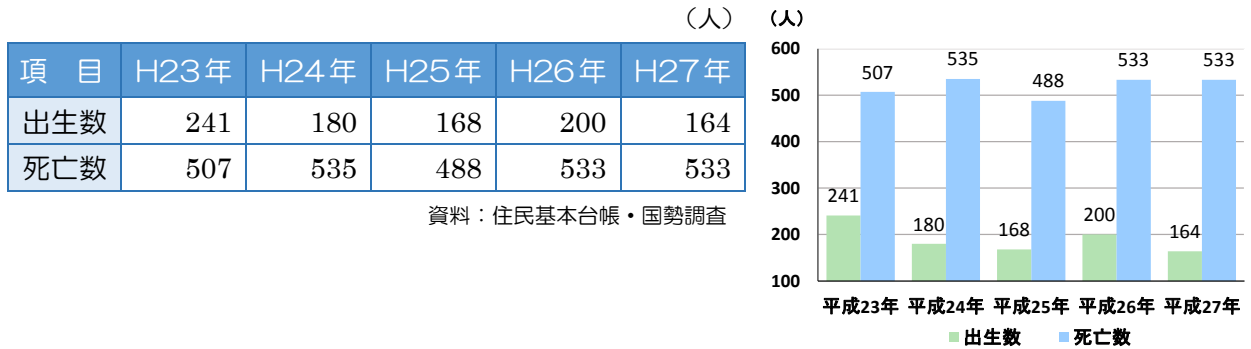 （人）
項　目 H23年 H24年 H25年 H26年 H27年
出生数 241 180 168 200 164
死亡数 507 535 488 533 533
資料：住民基本台帳・国勢調査
（人）
600
500
400
300
200
100
241 507 180 535 168 488 200 533 164 533
平成23年 平成24年 平成25年 平成26年 平成27年
出生数 死亡数